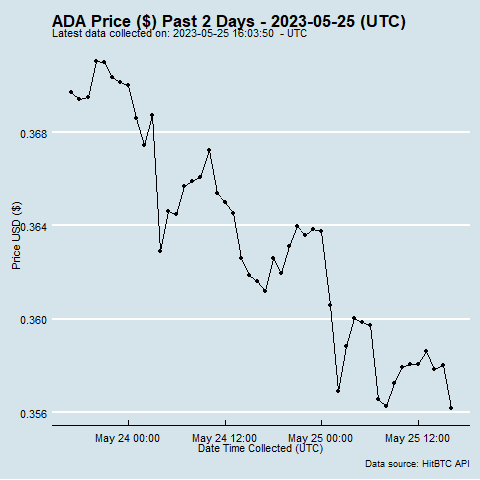 ADA Price ($) Past 2 Days - 2023-05-25 (UTC)
Latest data collected on: 2023-05-25 16:03:50 - UTC
0.368
0.364
0.360
0.356
Price USD ($)
May 24 00:00
May 24 12:00
May 25 00:00
May 25 12:00
Date Time Collected (UTC)
Data source: HitBTC API